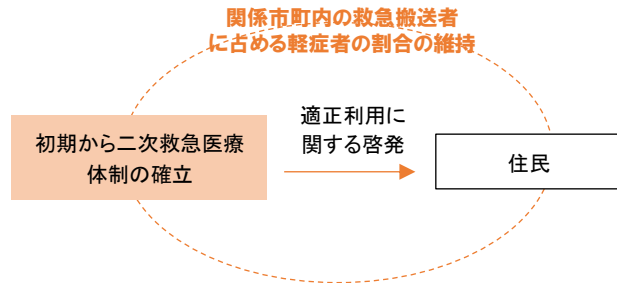 関係市町内の救急搬送者
に占める軽症者の割合の維持
初期から二次救急医療
体制の確立
適正利用に
関する啓発
住民